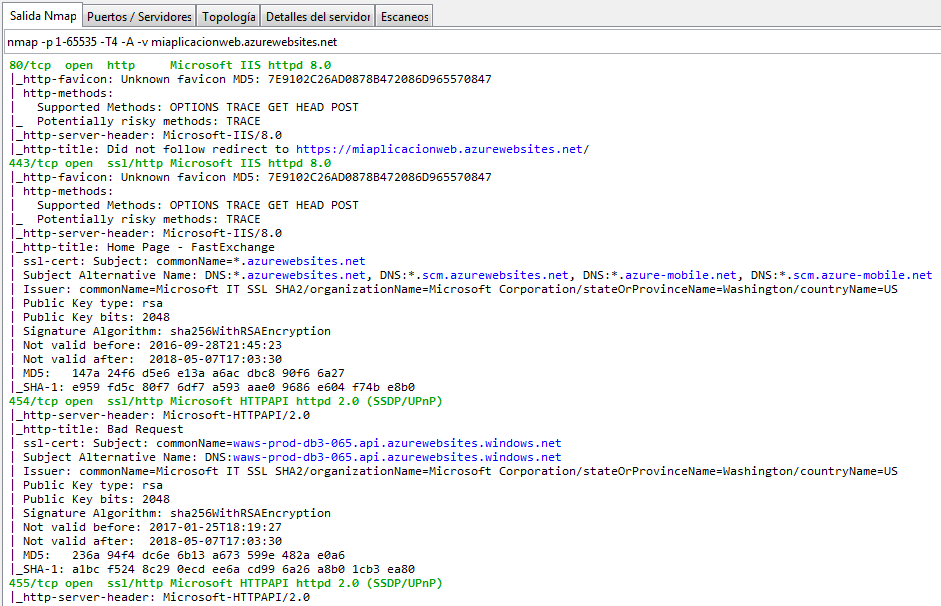 Salida Nmap Puertos / Servidores Topología Detalles del servidor Escaneos
nmap -p 1-65535 -T4 -A -v miaplicacionweb.azurewebsites.net
80/tcp open http Microsoft IIS httpd 8.0
|_http-favicon: Unknown favicon MD5: 7E9102C26AD0878B472086D965570847
| http-methods:
|   Supported Methods: OPTIONS TRACE GET HEAD POST
|_  Potentially risky methods: TRACE
|_http-server-header: Microsoft-IIS/8.0
|_http-title: Did not follow redirect to https://miaplicacionweb.azurewebsites.net/
443/tcp open ssl/http Microsoft IIS httpd 8.0
|_http-favicon: Unknown favicon MD5: 7E9102C26AD0878B472086D965570847
| http-methods:
|   Supported Methods: OPTIONS TRACE GET HEAD POST
|_  Potentially risky methods: TRACE
|_http-server-header: Microsoft-IIS/8.0
|_http-title: Home Page - FastExchange
| ssl-cert: Subject: commonName=*.azurewebsites.net
| Subject Alternative Name: DNS:*.azurewebsites.net, DNS:*.scm.azurewebsites.net, DNS:*.azure-mobile.net, DNS:*.scm.azure-mobile.net
| Issuer: commonName=Microsoft IT SSL SHA2/organizationName=Microsoft Corporation/stateOrProvinceName=Washington/countryName=US
| Public Key type: rsa
| Public Key bits: 2048
| Signature Algorithm: sha256WithRSAEncryption
| Not valid before: 2016-09-28T21:45:23
| Not valid after:  2018-05-07T17:03:30
| MD5:   147a 24f6 d5e6 e13a a6ac dbc8 90f6 6a27
|_SHA-1: e959 fd5c 80f7 6df7 a593 aae0 9686 e604 f74b e8b0
454/tcp open ssl/http Microsoft HTTPAPI httpd 2.0 (SSDP/UPnP)
|_http-server-header: Microsoft-HTTPAPI/2.0
|_http-title: Bad Request
| ssl-cert: Subject: commonName=waws-prod-db3-065.api.azurewebsites.windows.net
| Subject Alternative Name: DNS:waws-prod-db3-065.api.azurewebsites.windows.net
| Issuer: commonName=Microsoft IT SSL SHA2/organizationName=Microsoft Corporation/stateOrProvinceName=Washington/countryName=US
| Public Key type: rsa
| Public Key bits: 2048
| Signature Algorithm: sha256WithRSAEncryption
| Not valid before: 2017-01-25T18:19:27
| Not valid after:  2018-05-07T17:03:30
| MD5:   236a 94f4 dc6e 6b13 a673 599e 482a e0a6
|_SHA-1: a1bc f524 8c29 0ecd ee6a cd99 6a26 a8b0 1cb3 ea80
455/tcp open ssl/http Microsoft HTTPAPI httpd 2.0 (SSDP/UPnP)
|_http-server-header: Microsoft-HTTPAPI/2.0